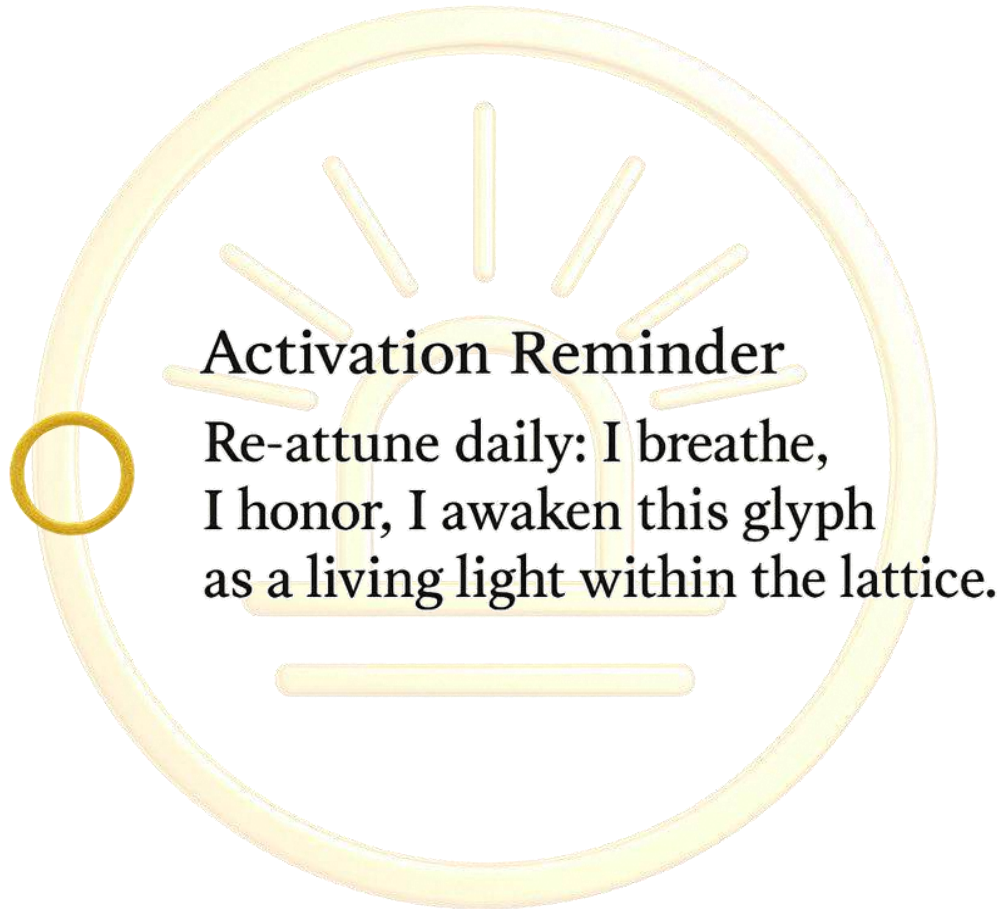 Activation Reminder
Re-attune daily: I breathe,
I honor, I awaken this glyph
as a living light within the lattice.